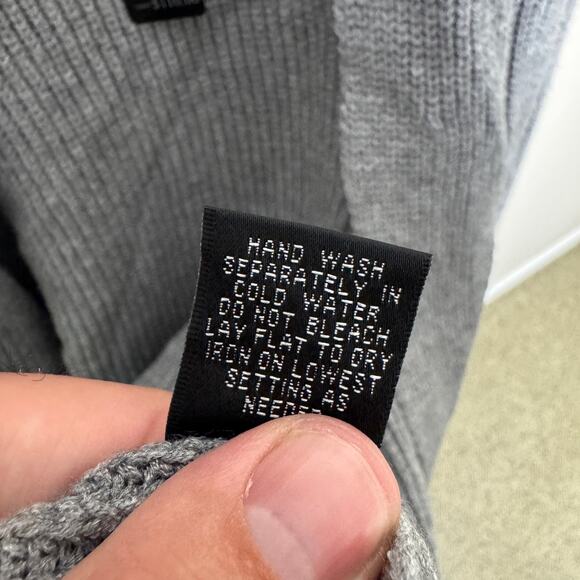 HAND WASH
SEPARATELY IN
COLD WATER
DO NOT BLEACH
LAY FLAT TO DRY
IRON ON LOWEST
SETTING AS